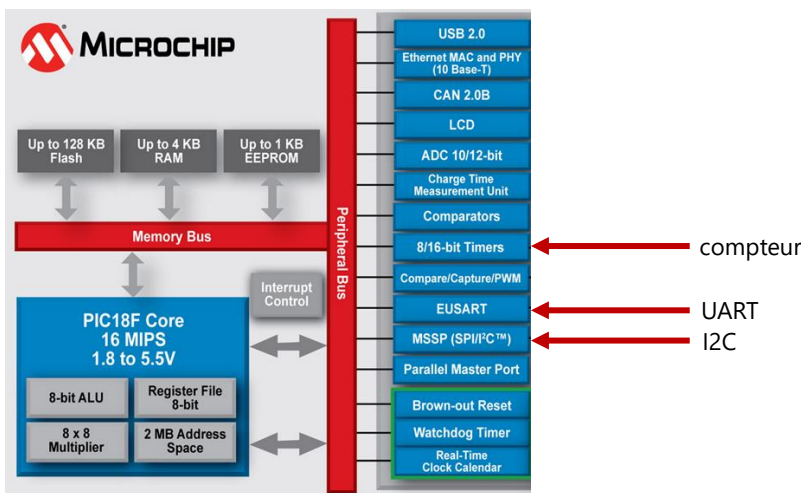 MICROCHIP
Up to 128 KB
Flash
Up to 4 KB
RAM
Up to 1 KB
EEPROM
Memory Bus
Peripheral Bus
Interrupt
Control
PIC18F Core
16 MIPS
1.8 to 5.5V
8-bit ALU
Register File
8-bit
8 x 8
Multiplier
2 MB Address
Space
USB 2.0
Ethernet MAC and PHY
(10 Base-T)
CAN 2.0B
LCD
ADC 10/12-bit
Charge Time
Measurement Unit
Comparators
8/16-bit Timers
compteur
Compare/Capture/PWM
EUSART
UART
MSSP (SPI/I²C™)
I2C
Parallel Master Port
Brown-out Reset
Watchdog Timer
Real-Time
Clock Calendar